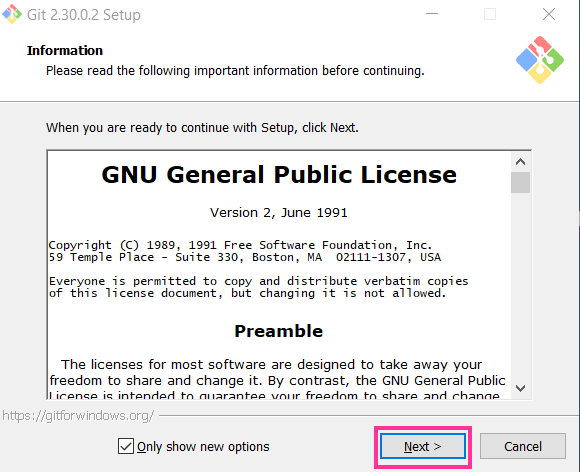 Git 2.30.0.2 Setup
Information
Please read the following important information before continuing.
When you are ready to continue with Setup, click Next.
GNU General Public License
Version 2, June 1991
Copyright (C) 1989, 1991 Free Software Foundation, Inc.
59 Temple Place - Suite 330, Boston, MA  02111-1307, USA
Everyone is permitted to copy and distribute verbatim copies
of this license document, but changing it is not allowed.
Preamble
The licenses for most software are designed to take away your
freedom to share and change it. By contrast, the GNU General Public
License is intended to guarantee your freedom to share and change
https://gitforwindows.org/
Only show new options
Next >
Cancel